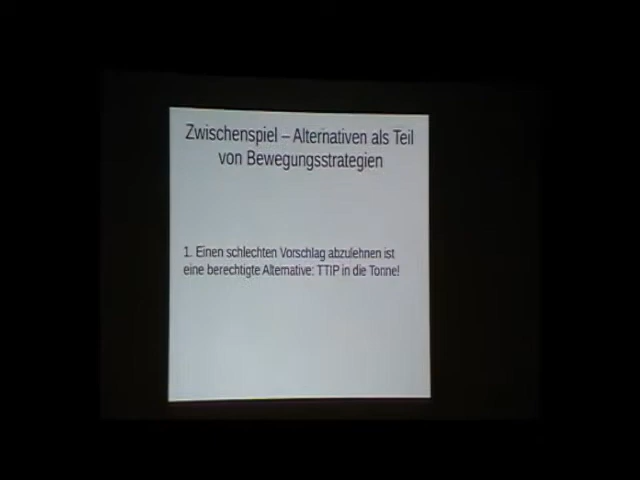 Zwischenspiel – Alternativen als Teil
von Bewegungsstrategien
1. Einen schlechten Vorschlag abzulehnen ist
eine berechtigte Alternative: TTIP in die Tonne!